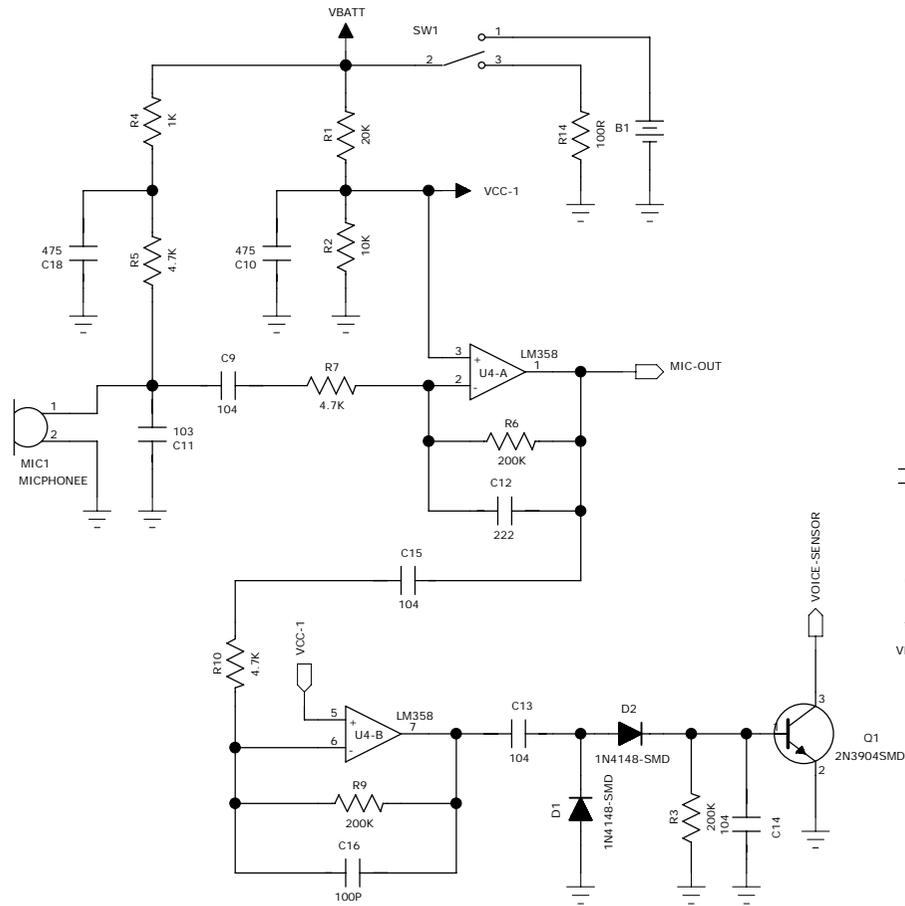 VBATT
SW1
1
2
3
R4
1K
R1
20K
R14
100R
B1
VCC-1
475
C18
R5
4.7K
475
C10
R2
10K
C9
104
R7
4.7K
3
+
2
-
U4-A
LM358
1
MIC-OUT
1
2
MIC1
MICPHONEE
103
C11
R6
200K
C12
222
C15
104
VOICE-SENSOR
R10
4.7K
VCC-1
5
+
6
-
U4-B
LM358
7
C13
104
D2
1N4148-SMD
1
3
2
Q1
2N3904SMD
R9
200K
C16
100P
D1
1N4148-SMD
R3
200K
104
C14